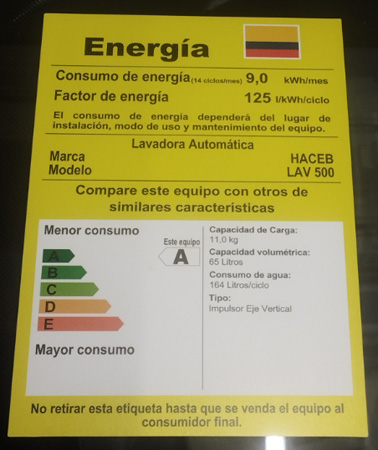 Energía
Consumo de energía (14 ciclos/mes) 9,0 kWh/mes
Factor de energía 125 l/kWh/ciclo
El consumo de energía dependerá del lugar de
instalación, modo de uso y mantenimiento del equipo.
Lavadora Automática
Marca HACEB
Modelo LAV 500
Compare este equipo con otros de
similares caracteristicas
Menor consumo
Este equipo
A
A
B
C
D
E
Mayor consumo
Capacidad de Carga:
11,0 kg
Capacidad volumétrica:
65 Litros
Consumo de agua:
164 Litros/ciclo
Tipo:
Impulsor Eje Vertical
No retirar esta etiqueta hasta que se venda el equipo al
consumidor final.